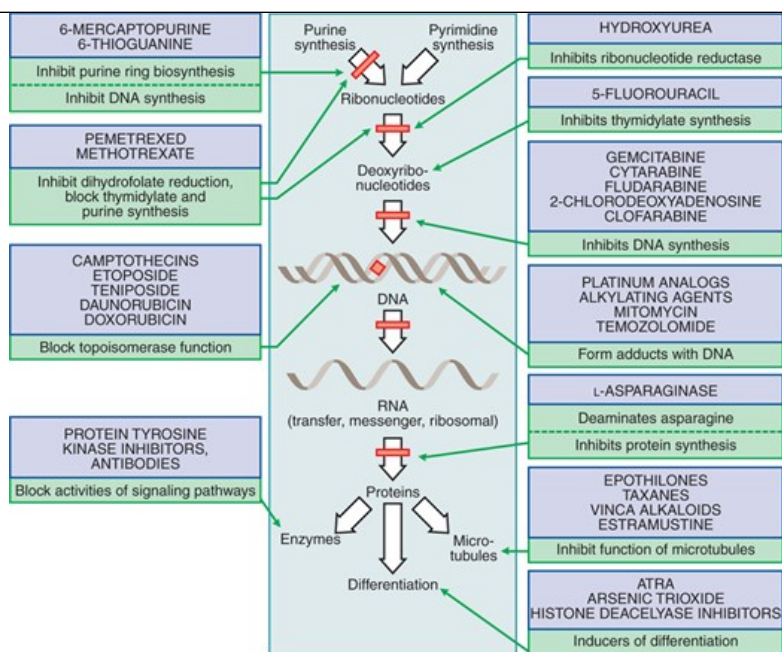 6-MERCAPTOPURINE
6-THIOGUANINE
Inhibit purine ring biosynthesis
Inhibit DNA synthesis
PEMETREXED
METHOTREXATE
Inhibit dihydrofolate reduction,
block thymidylate and
purine synthesis
CAMPTOTHECINS
ETOPOSIDE
TENIPOSIDE
DAUNORUBICIN
DOXORUBICIN
Block topoisomerase function
PROTEIN TYROSINE
KINASE INHIBITORS,
ANTIBODIES
Block activities of signaling pathways
Purine
synthesis
Pyrimidine
synthesis
Ribonucleotides
Deoxyribo-
nucleotides
DNA
RNA
(transfer, messenger, ribosomal)
Proteins
Enzymes
Micro-
tubules
Differentiation
HYDROXYUREA
Inhibits ribonucleotide reductase
5-FLUOROURACIL
Inhibits thymidylate synthesis
GEMCITABINE
CYTARABINE
FLUDARABINE
2-CHLORODEOXYADENOSINE
CLOFARABINE
Inhibits DNA synthesis
PLATINUM ANALOGS
ALKYLATING AGENTS
MITOMYCIN
TEMOZOLOMIDE
Form adducts with DNA
L-ASPARAGINASE
Deaminates asparagine
Inhibits protein synthesis
EPOTHILONES
TAXANES
VINCA ALKALOIDS
ESTRAMUSTINE
Inhibit function of microtubules
ATRA
ARSENIC TRIOXIDE
HISTONE DEACELYASE INHIBITORS
Inducers of differentiation